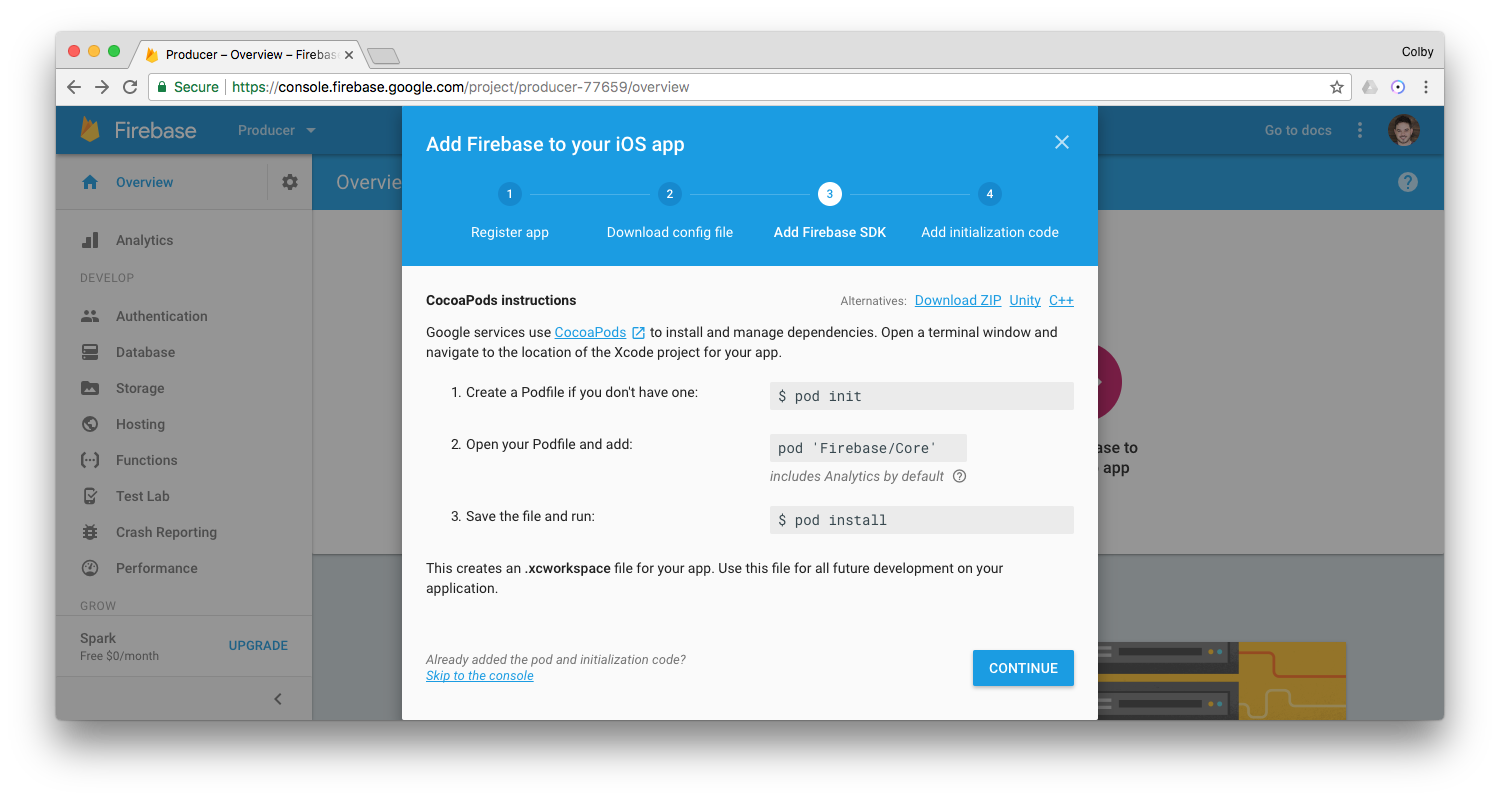 Producer – Overview – Firebas
Colby
Secure https://console.firebase.google.com/project/producer-77659/overview
Firebase
Producer
Go to docs
Overview
Overvie
Analytics
DEVELOP
Authentication
Database
Storage
Hosting
Functions
Test Lab
Crash Reporting
Performance
GROW
Spark
Free $0/month
UPGRADE
Add Firebase to your iOS app
1
2
3
4
Register app
Download config file
Add Firebase SDK
Add initialization code
CocoaPods instructions
Alternatives: Download ZIP Unity C++
Google services use CocoaPods to install and manage dependencies. Open a terminal window and
navigate to the location of the Xcode project for your app.
1. Create a Podfile if you don't have one:
$ pod init
2. Open your Podfile and add:
pod 'Firebase/Core'
includes Analytics by default
3. Save the file and run:
$ pod install
This creates an .xcworkspace file for your app. Use this file for all future development on your
application.
Already added the pod and initialization code?
Skip to the console
CONTINUE
ase to
app